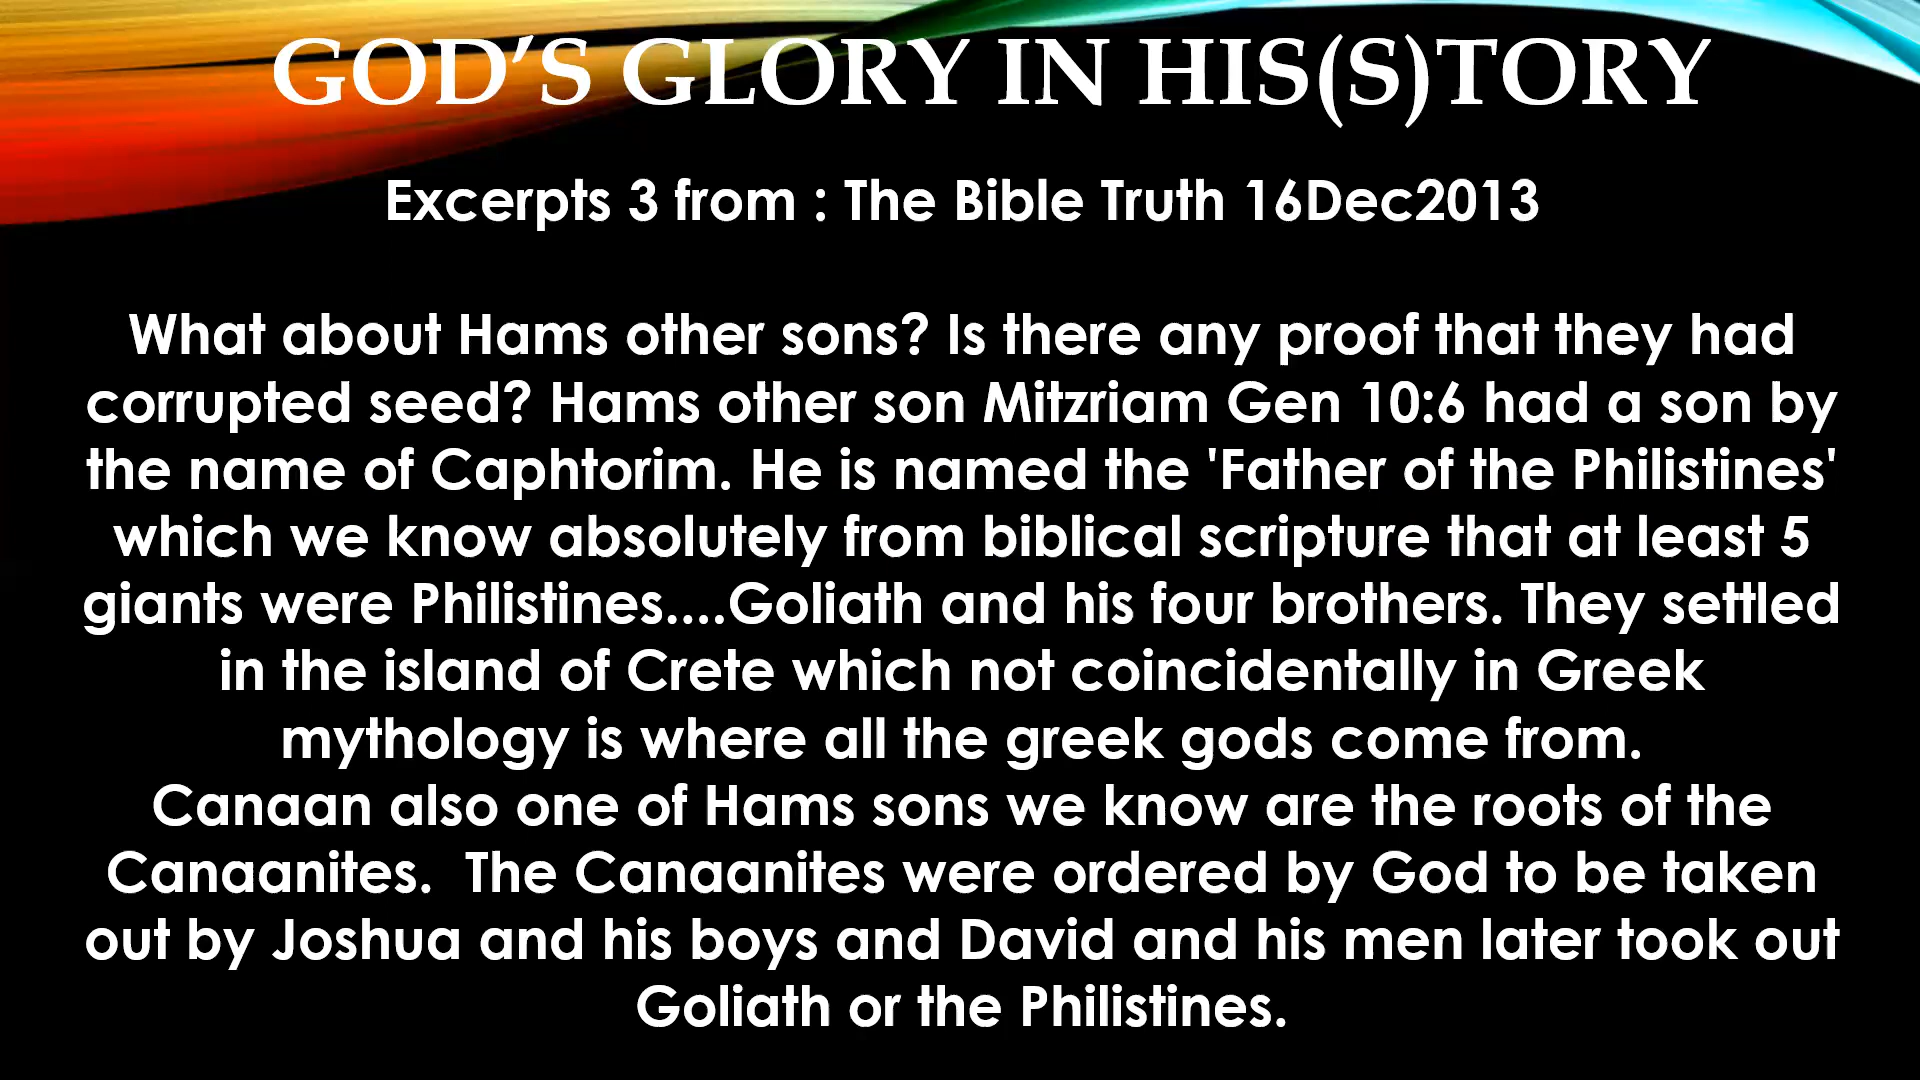 GOD’S GLORY IN HIS(S)TORY
Excerpts 3 from : The Bible Truth 16Dec2013
What about Hams other sons? Is there any proof that they had
corrupted seed? Hams other son Mitzriam Gen 10:6 had a son by
the name of Caphtorim. He is named the 'Father of the Philistines'
which we know absolutely from biblical scripture that at least 5
giants were Philistines....Goliath and his four brothers. They settled
in the island of Crete which not coincidentally in Greek
mythology is where all the greek gods come from.
Canaan also one of Hams sons we know are the roots of the
Canaanites.  The Canaanites were ordered by God to be taken
out by Joshua and his boys and David and his men later took out
Goliath or the Philistines.